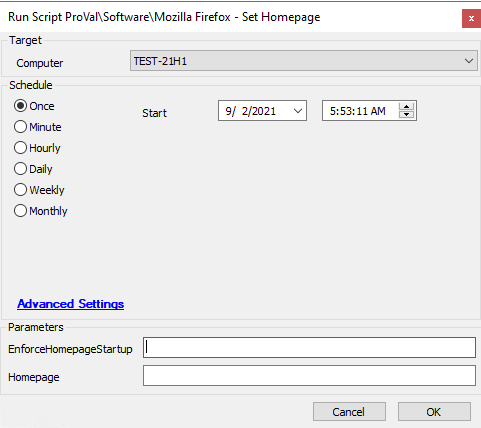 Run Script ProVal\Software\Mozilla Firefox - Set Homepage
x
Target
Computer TEST-21H1
Schedule
Once Start 9/ 2/2021 5:53:11 AM
Minute
Hourly
Daily
Weekly
Monthly
Advanced Settings
Parameters
EnforceHomepageStartup
Homepage
Cancel OK